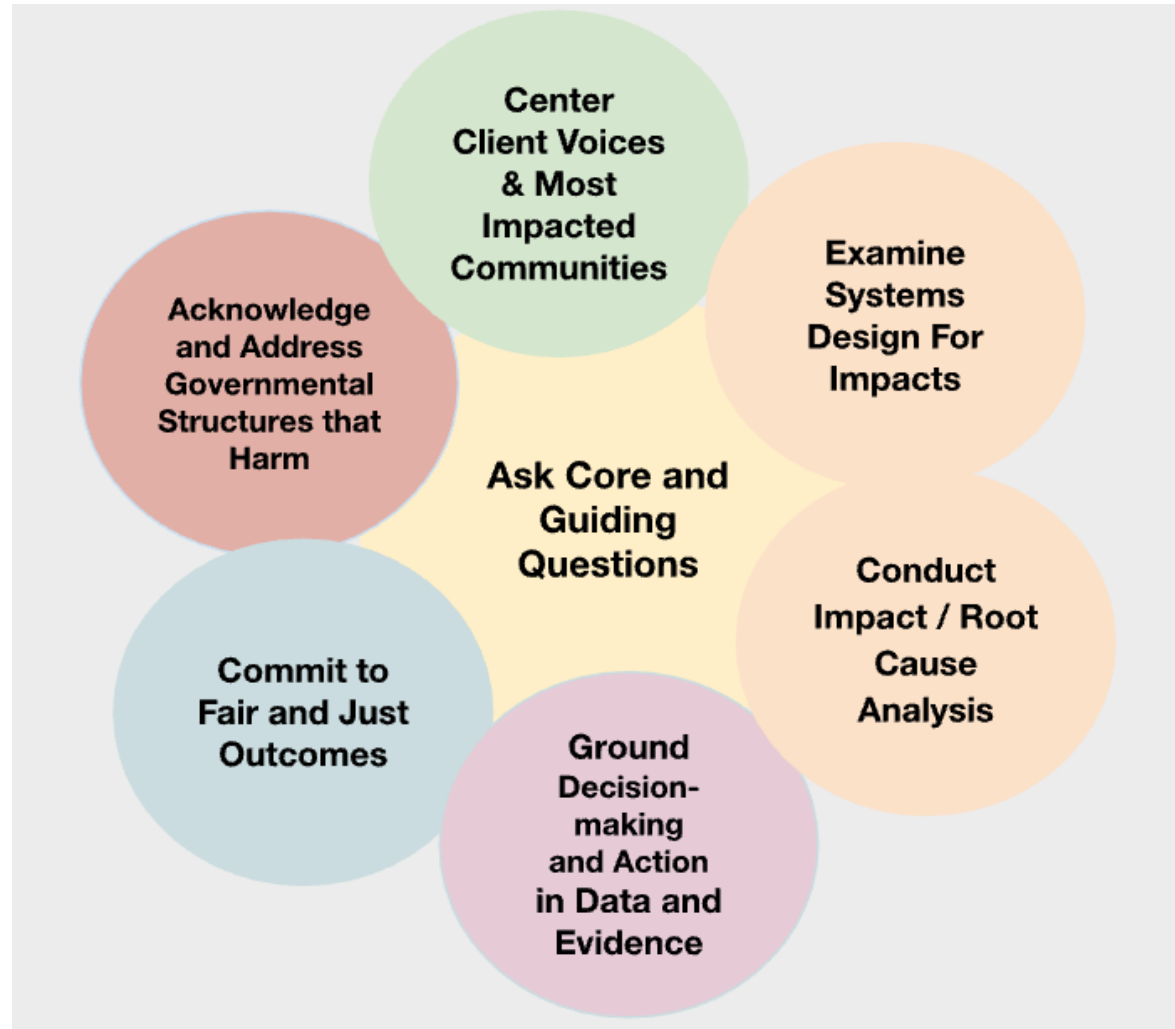 Center
Client Voices
& Most
Impacted
Communities
Examine
Systems
Design For
Impacts
Acknowledge
and Address
Governmental
Structures that
Harm
Ask Core and
Guiding
Questions
Conduct
Impact / Root
Cause
Analysis
Commit to
Fair and Just
Outcomes
Ground
Decision-
making
and Action
in Data and
Evidence